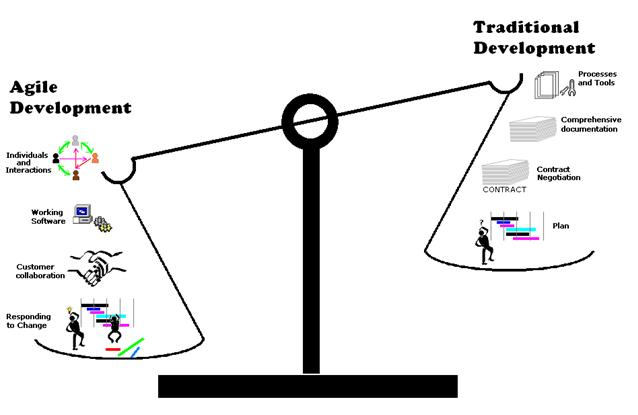 Traditional
Development
Processes
and Tools
Comprehensive
documentation
Contract
Negotiation
CONTRACT
?
Plan
Agile
Development
Individuals
and
Interactions
Working
Software
Customer
collaboration
Responding
to Change